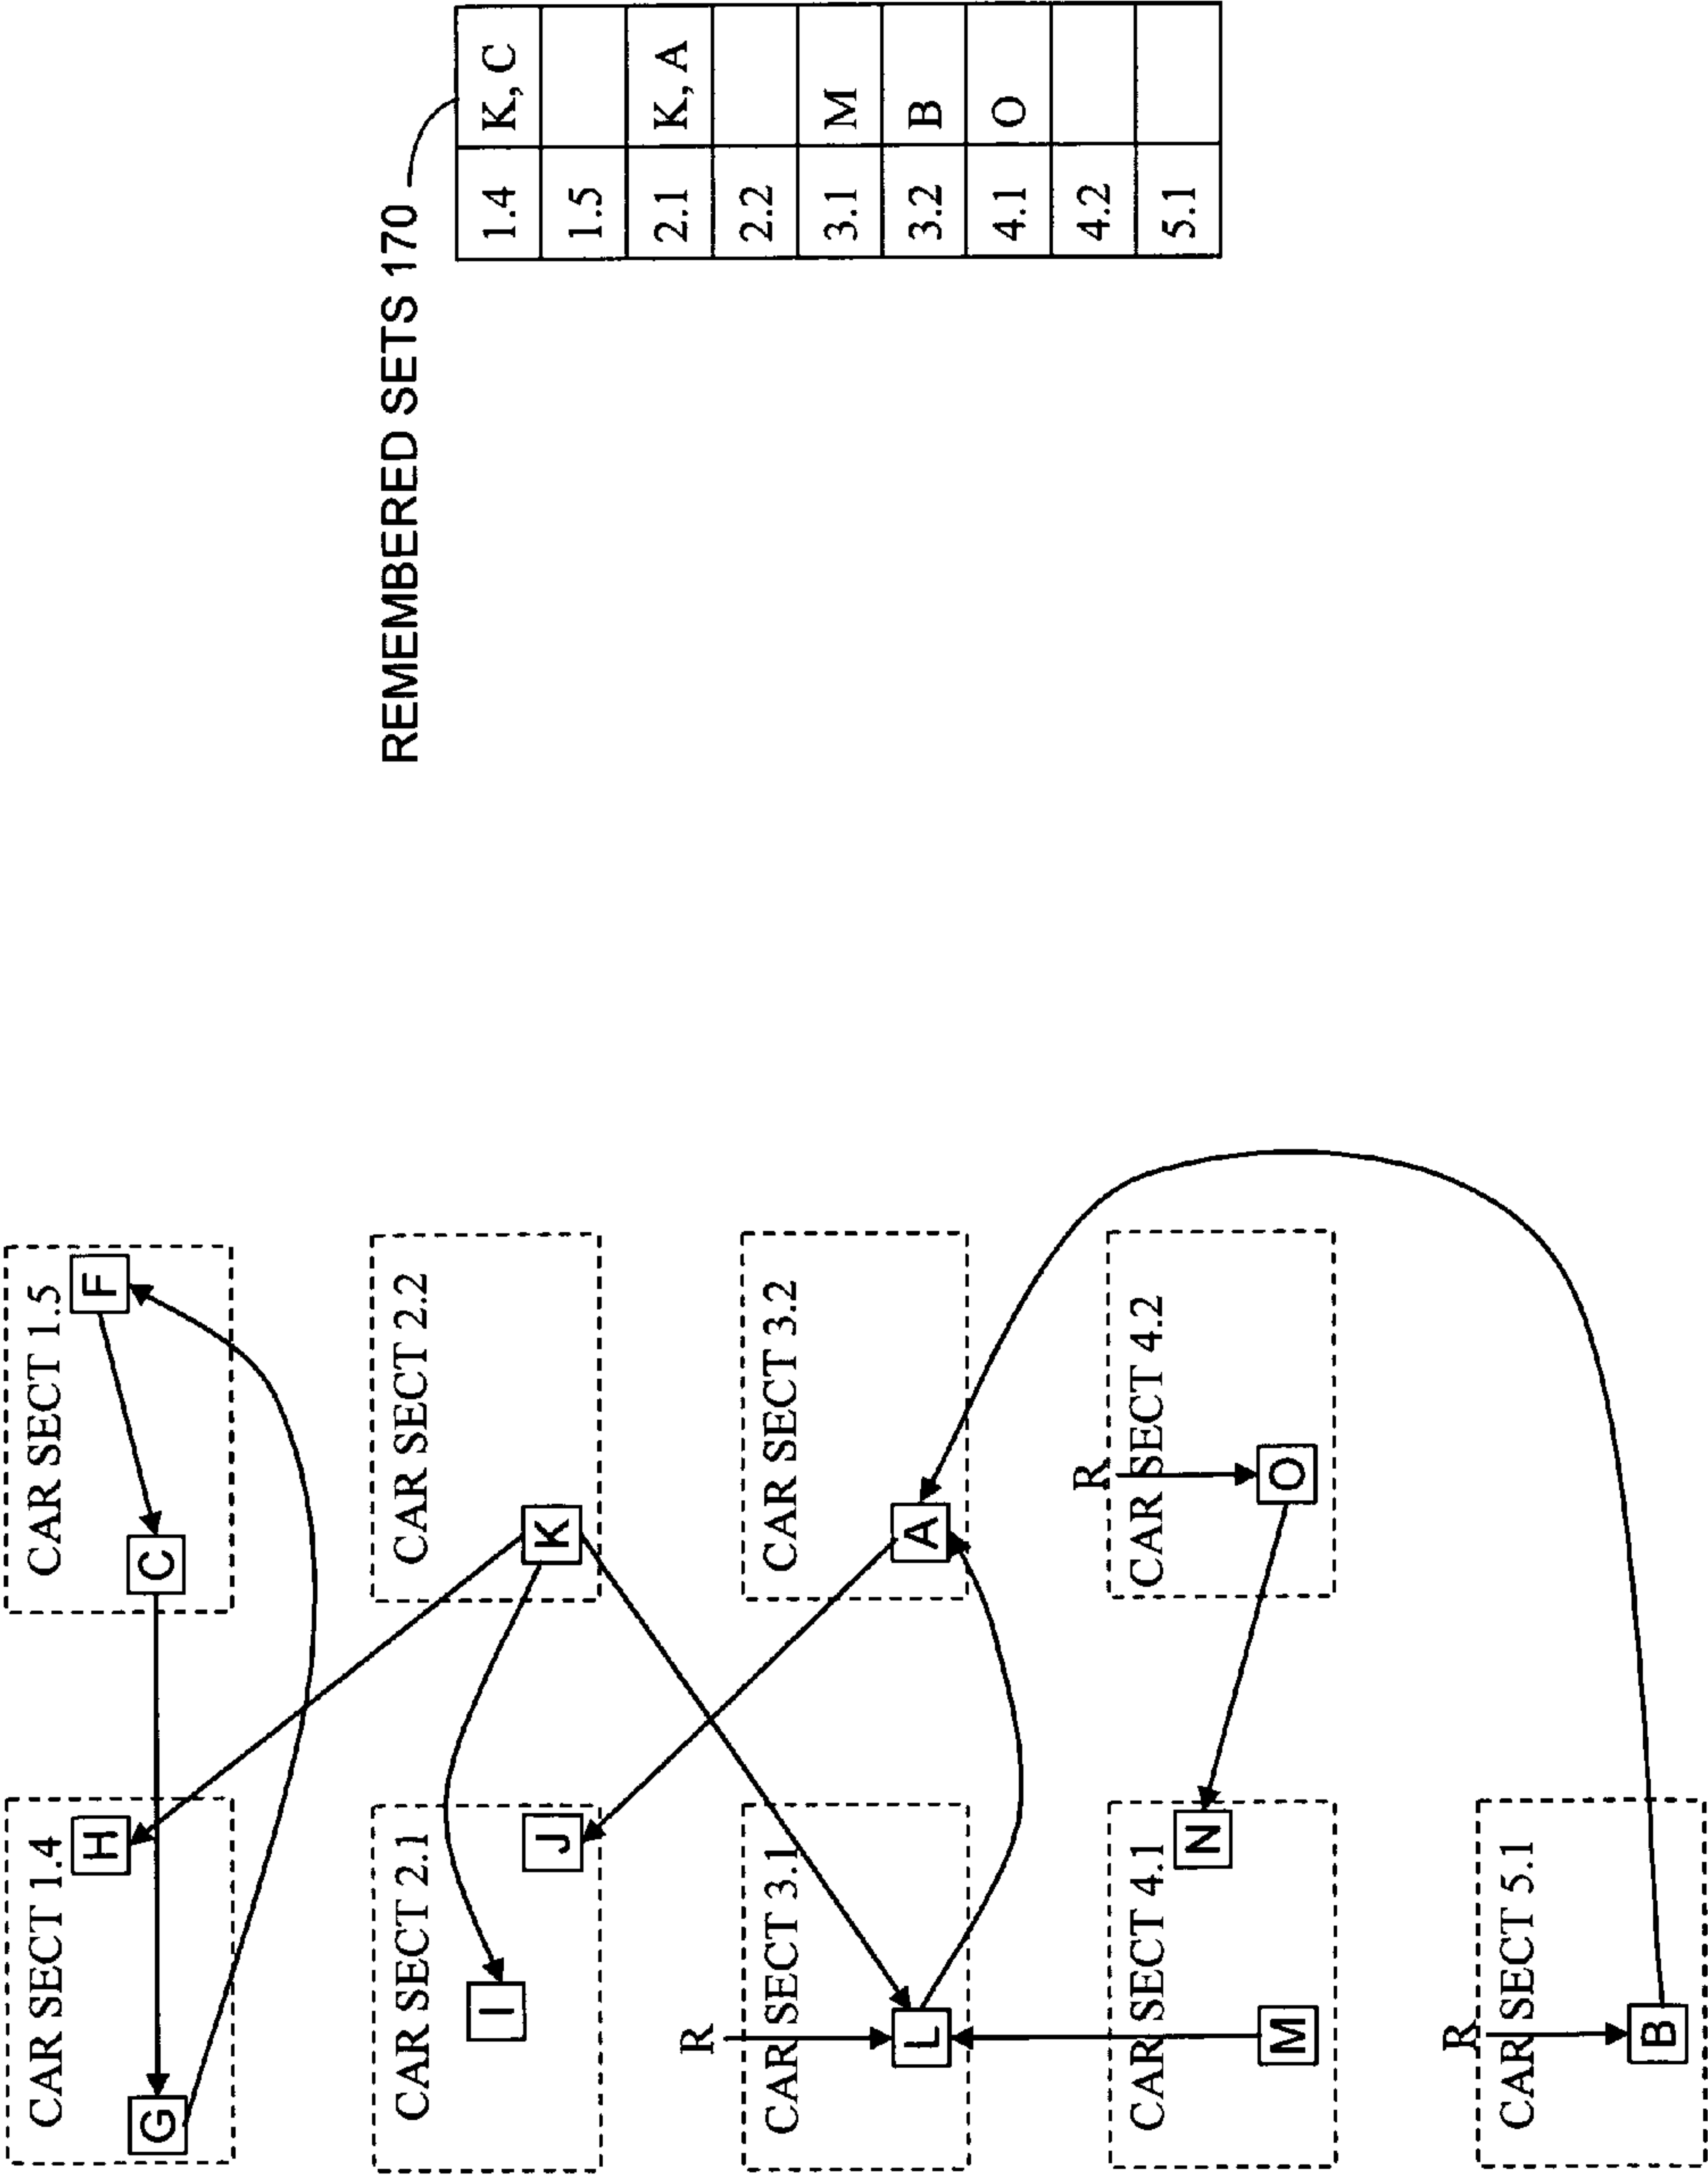 CAR SECT 1.4
CAR SECT 1.5
G
H
C
F
CAR SECT 2.1
CAR SECT 2.2
I
J
K
R
CAR SECT 3.1
CAR SECT 3.2
L
A
R
CAR SECT 4.1
CAR SECT 4.2
M
N
O
R
CAR SECT 5.1
B
REMEMBERED SETS 170
1.4 K, C
1.5
2.1 K, A
2.2
3.1 M
3.2 B
4.1 O
4.2
5.1